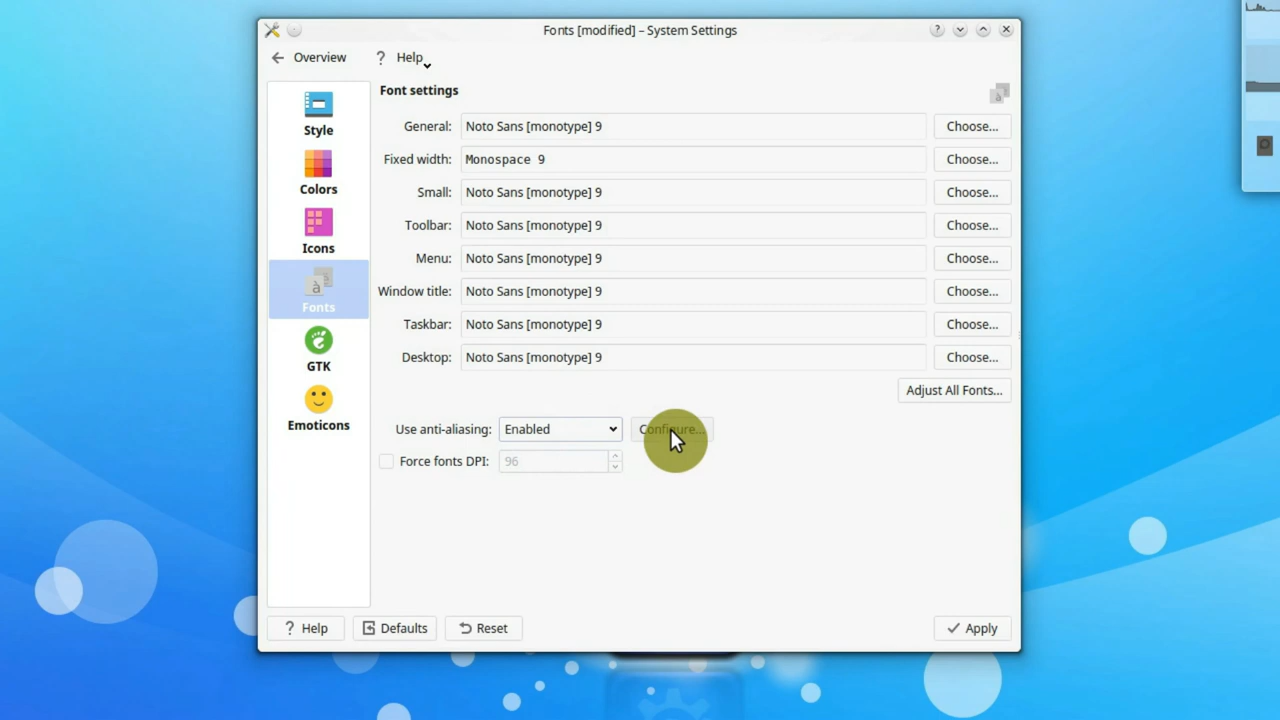 Fonts [modified] – System Settings
Overview
? Help
Style
Colors
Icons
Fonts
GTK
Emoticons
Font settings
General: Noto Sans [monotype] 9 Choose...
Fixed width: Monospace 9 Choose...
Small: Noto Sans [monotype] 9 Choose...
Toolbar: Noto Sans [monotype] 9 Choose...
Menu: Noto Sans [monotype] 9 Choose...
Window title: Noto Sans [monotype] 9 Choose...
Taskbar: Noto Sans [monotype] 9 Choose...
Desktop: Noto Sans [monotype] 9 Choose...
Adjust All Fonts...
Use anti-aliasing: Enabled Configure...
Force fonts DPI: 96
? Help Defaults Reset Apply